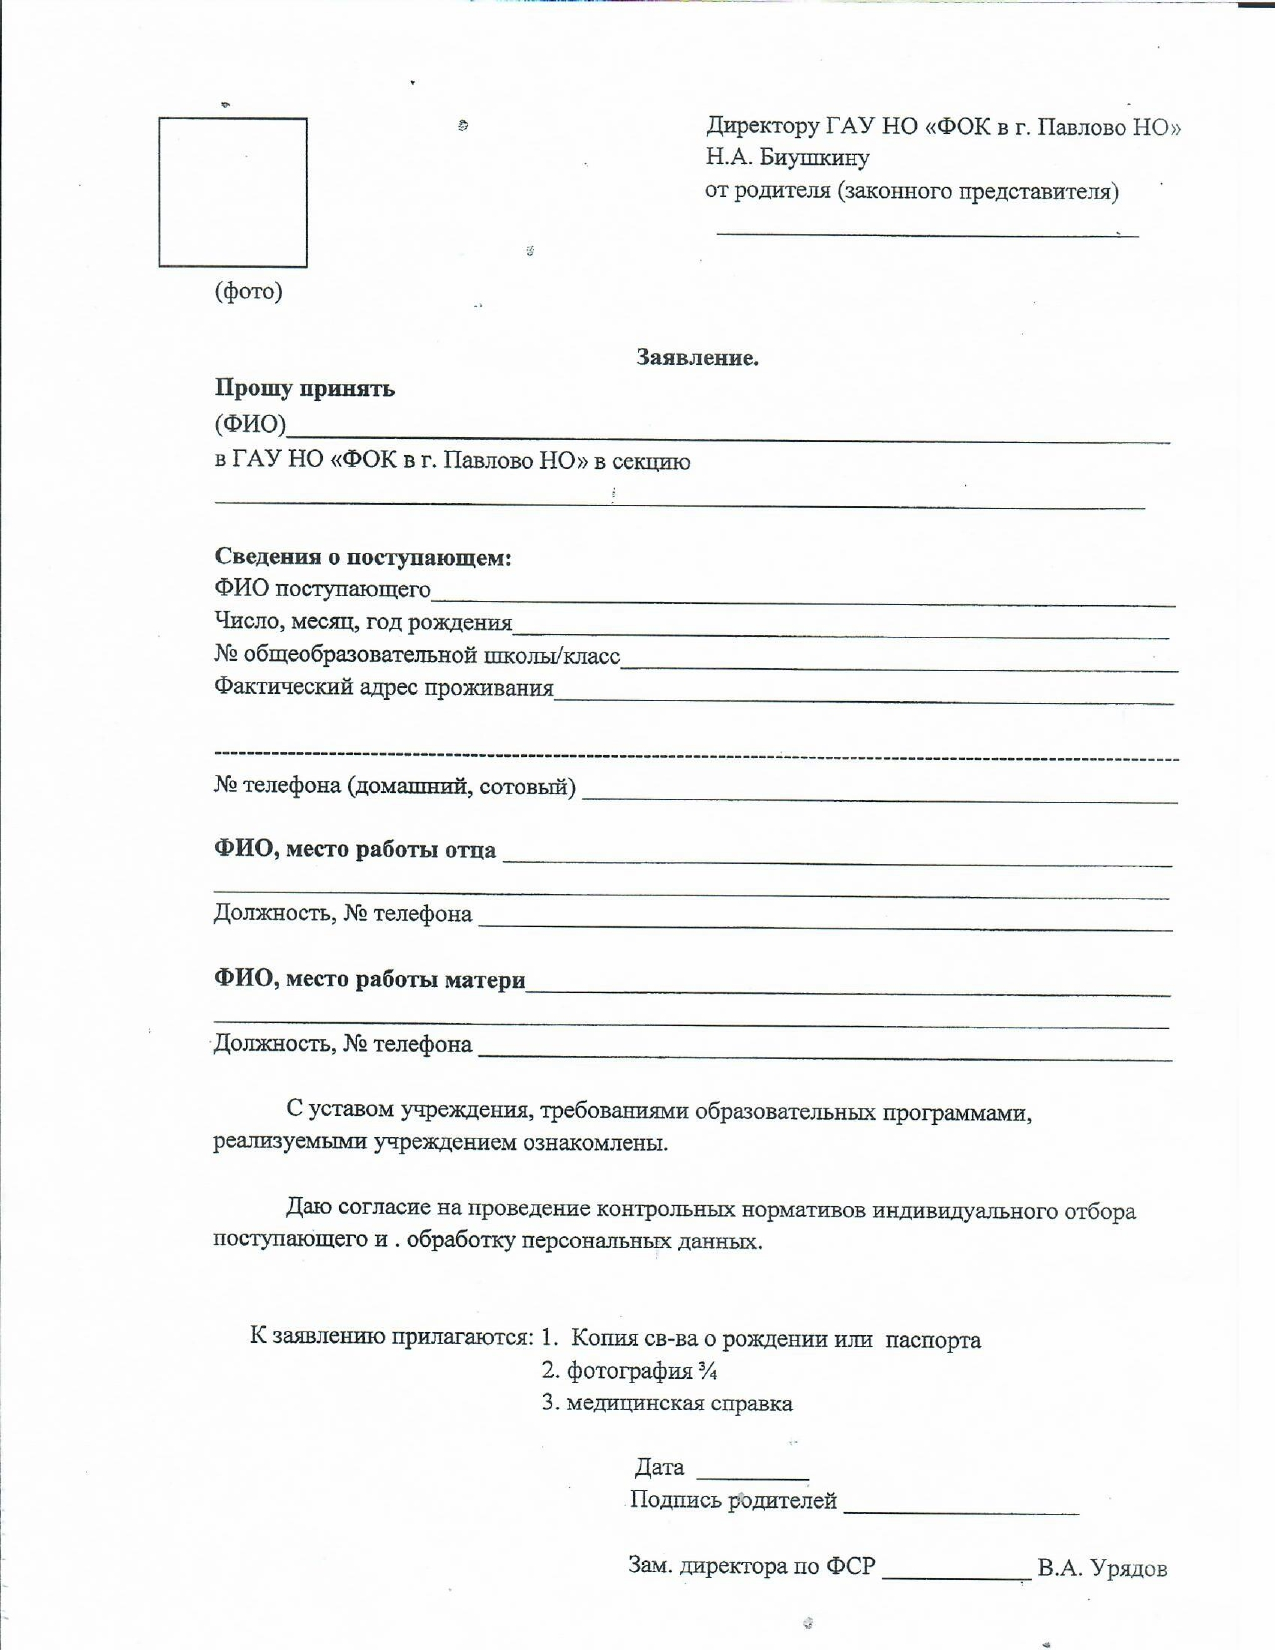 Директору ГАУ НО «ФОК в г. Павлово НО»
Н.А. Биушкину
от родителя (законного представителя)
(фото)
Заявление.
Прошу принять
(ФИО)
в ГАУ НО «ФОК в г. Павлово НО» в секцию
Сведения о поступающем:
ФИО поступающего
Число, месяц, год рождения
№ общеобразовательной школы/класс
Фактический адрес проживания
№ телефона (домашний, сотовый)
ФИО, место работы отца
Должность, № телефона
ФИО, место работы матери
Должность, № телефона
С уставом учреждения, требованиями образовательных программами,
реализуемыми учреждением ознакомлены.
Даю согласие на проведение контрольных нормативов индивидуального отбора
поступающего и . обработку персональных данных.
К заявлению прилагаются: 1. Копия св-ва о рождении или паспорта
2. фотография ¾
3. медицинская справка
Дата
Подпись родителей
Зам. директора по ФСР В.А. Урядов